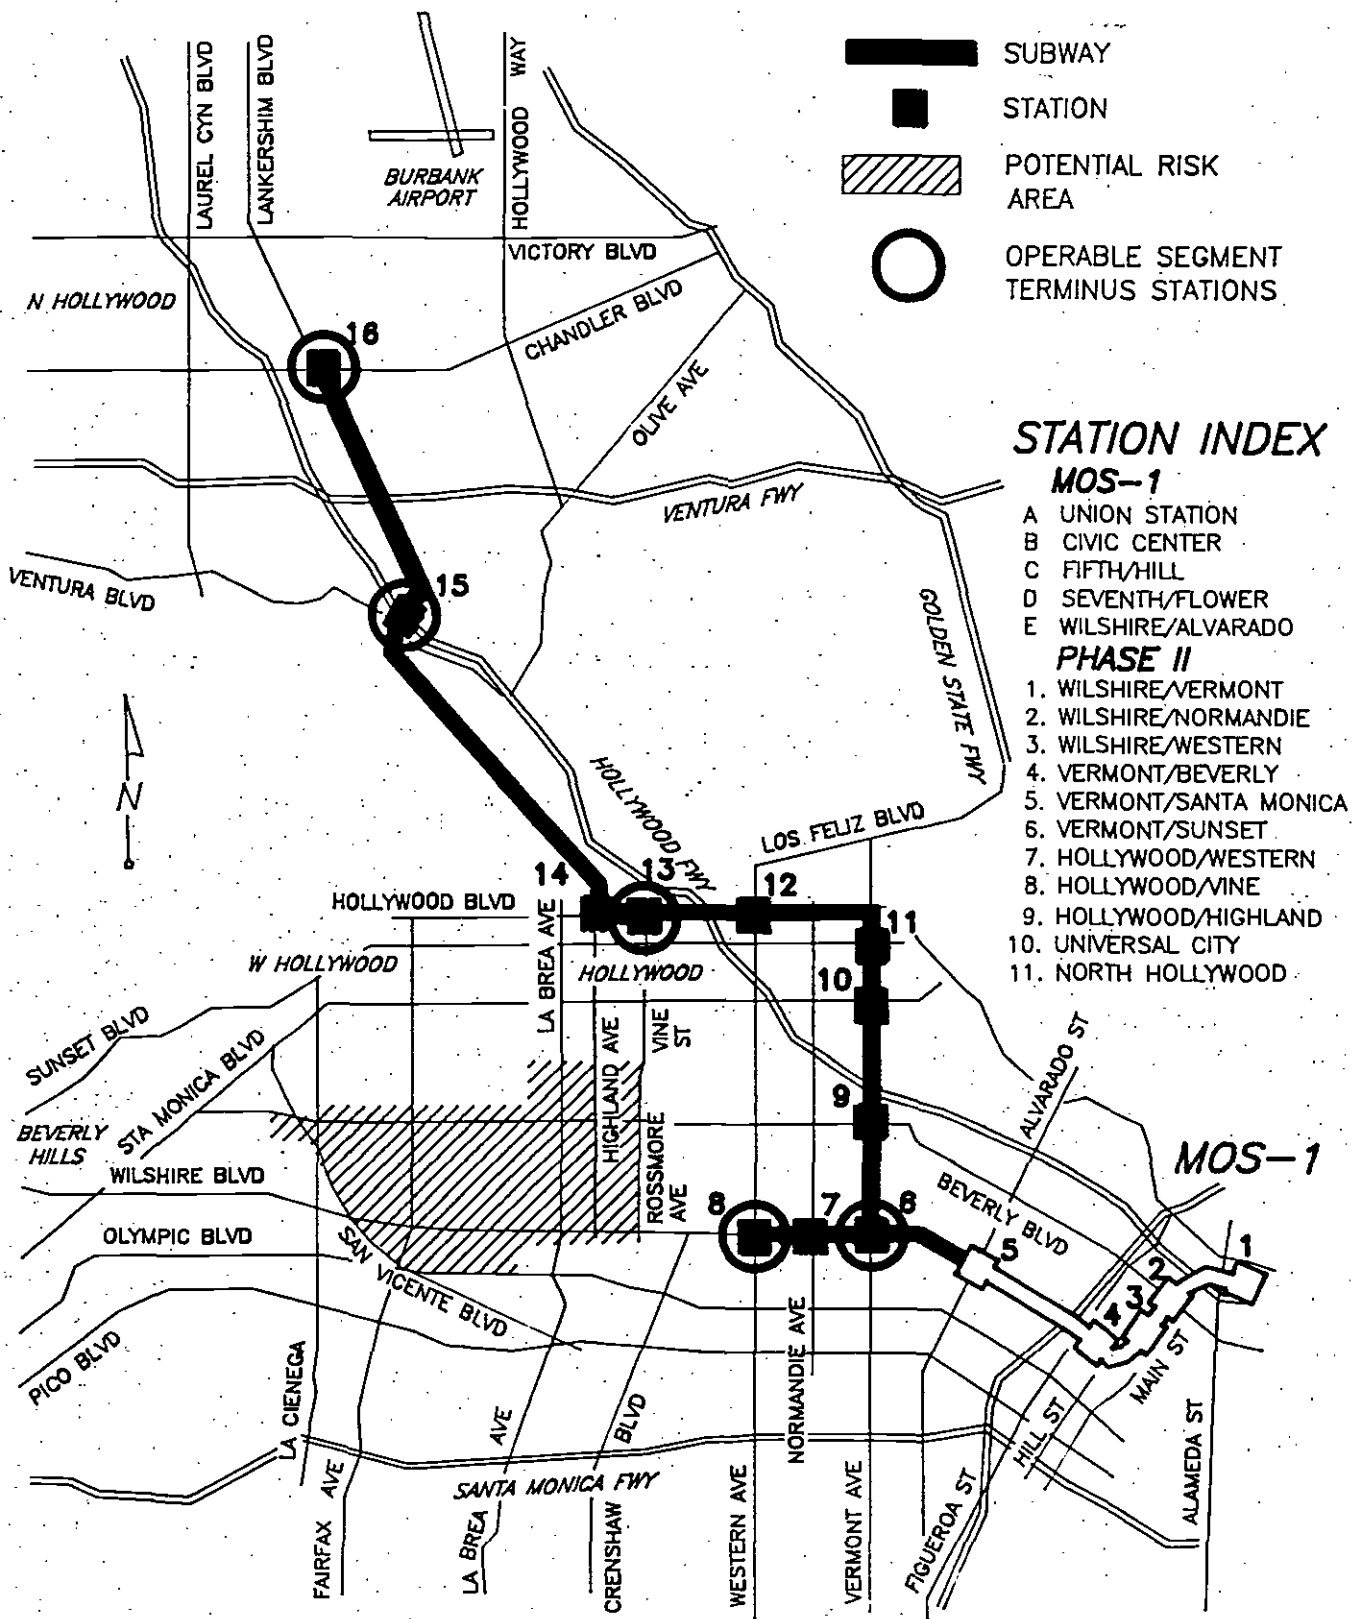 SUBWAY
STATION
POTENTIAL RISK
AREA
OPERABLE SEGMENT
TERMINUS STATIONS
LAUREL CYN BLVD
LANKERSHIM BLVD
HOLLYWOOD WAY
BURBANK
AIRPORT
VICTORY BLVD
N HOLLYWOOD
CHANDLER BLVD
16
OLIVE AVE
STATION INDEX
MOS-1
A UNION STATION
B CIVIC CENTER
C FIFTH/HILL
D SEVENTH/FLOWER
E WILSHIRE/ALVARADO
PHASE II
1. WILSHIRE/VERMONT
2. WILSHIRE/NORMANDIE
3. WILSHIRE/WESTERN
4. VERMONT/BEVERLY
5. VERMONT/SANTA MONICA
6. VERMONT/SUNSET
7. HOLLYWOOD/WESTERN
8. HOLLYWOOD/VINE
9. HOLLYWOOD/HIGHLAND
10. UNIVERSAL CITY
11. NORTH HOLLYWOOD
VENTURA FWY
VENTURA BLVD
15
GOLDEN STATE FWY
N
HOLLYWOOD FWY
LOS FELIZ BLVD
14
13
12
11
HOLLYWOOD BLVD
LA BREA AVE
W HOLLYWOOD
HOLLYWOOD
10
SUNSET BLVD
STA MONICA BLVD
HIGHLAND AVE
VINE
ST
ALVARADO ST
9
BEVERLY
HILLS
WILSHIRE BLVD
ROSSMORE
AVE
MOS-1
BEVERLY BLVD
8
7
6
OLYMPIC BLVD
SAN VICENTE BLVD
5
1
2
3
4
PICO BLVD
NORMANDIE AVE
MAIN ST
LA CIENEGA
FAIRFAX AVE
LA BREA AVE
CRENSHAW BLVD
SANTA MONICA FWY
WESTERN AVE
VERMONT AVE
FIGUEROA ST
HILL ST
ALAMEDA ST